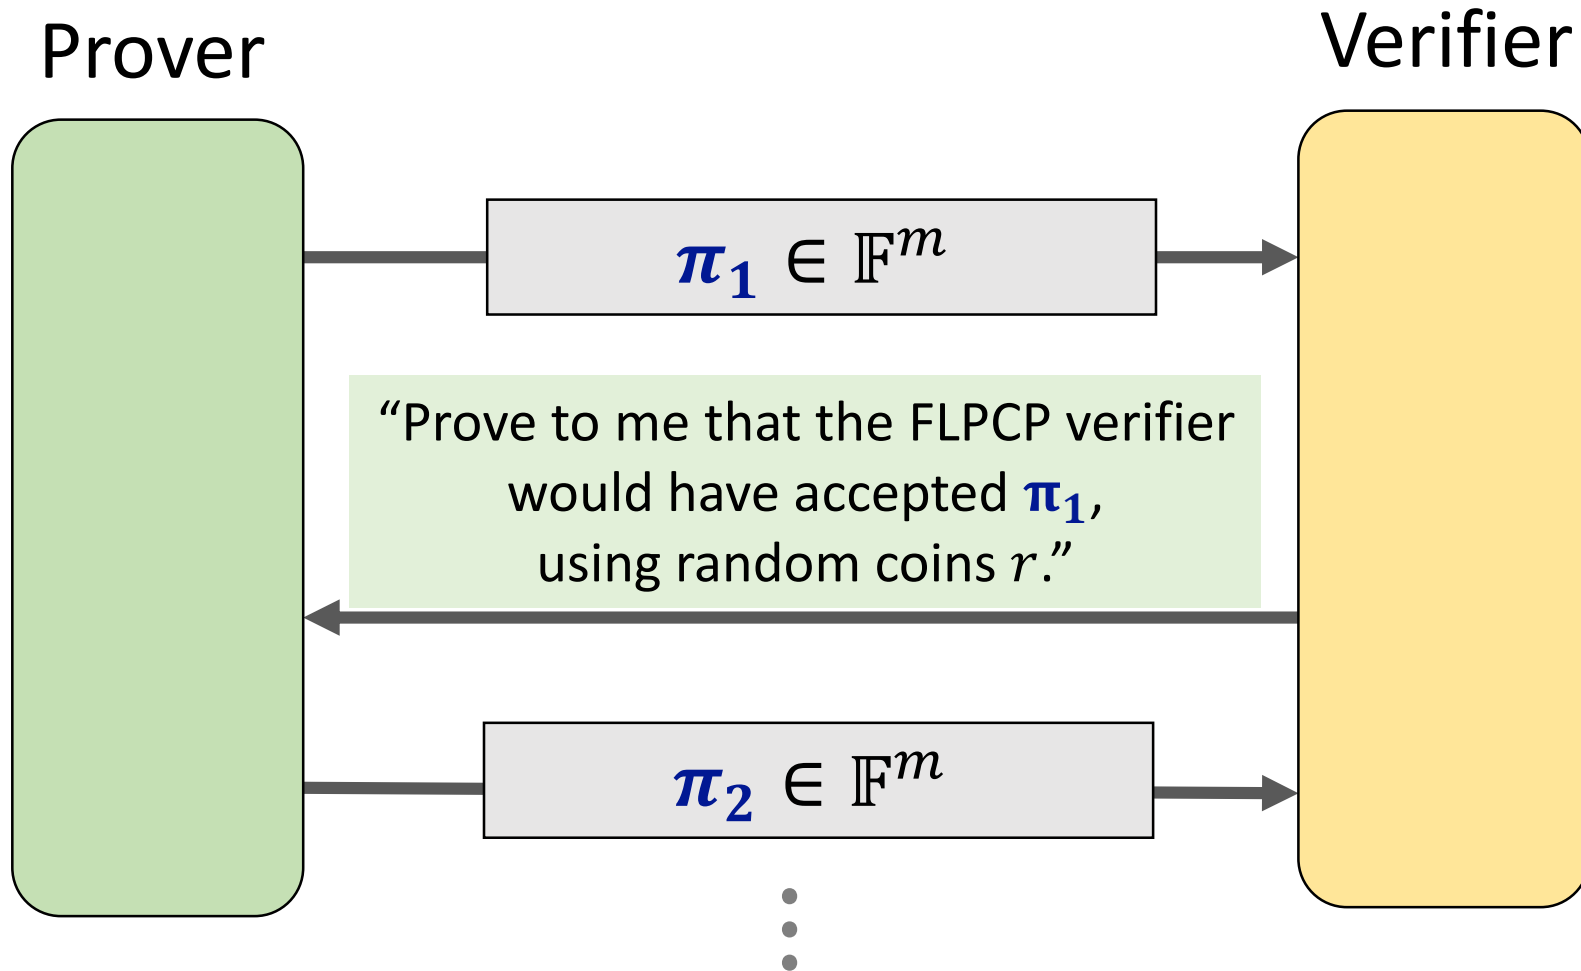 Prover
Verifier
π₁ ∈ 𝔽ᵐ
“Prove to me that the FLPCP verifier
would have accepted π₁,
using random coins r.”
π₂ ∈ 𝔽ᵐ